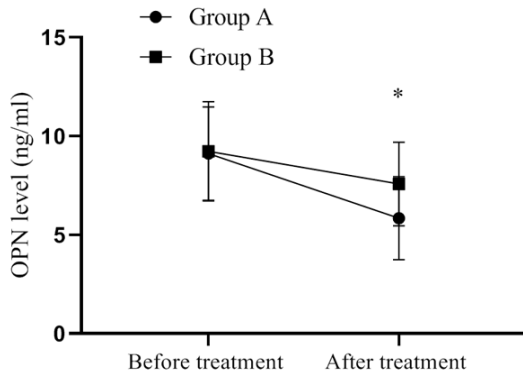 Group A
Group B
OPN level (ng/ml)
15
10
5
0
*
Before treatment
After treatment